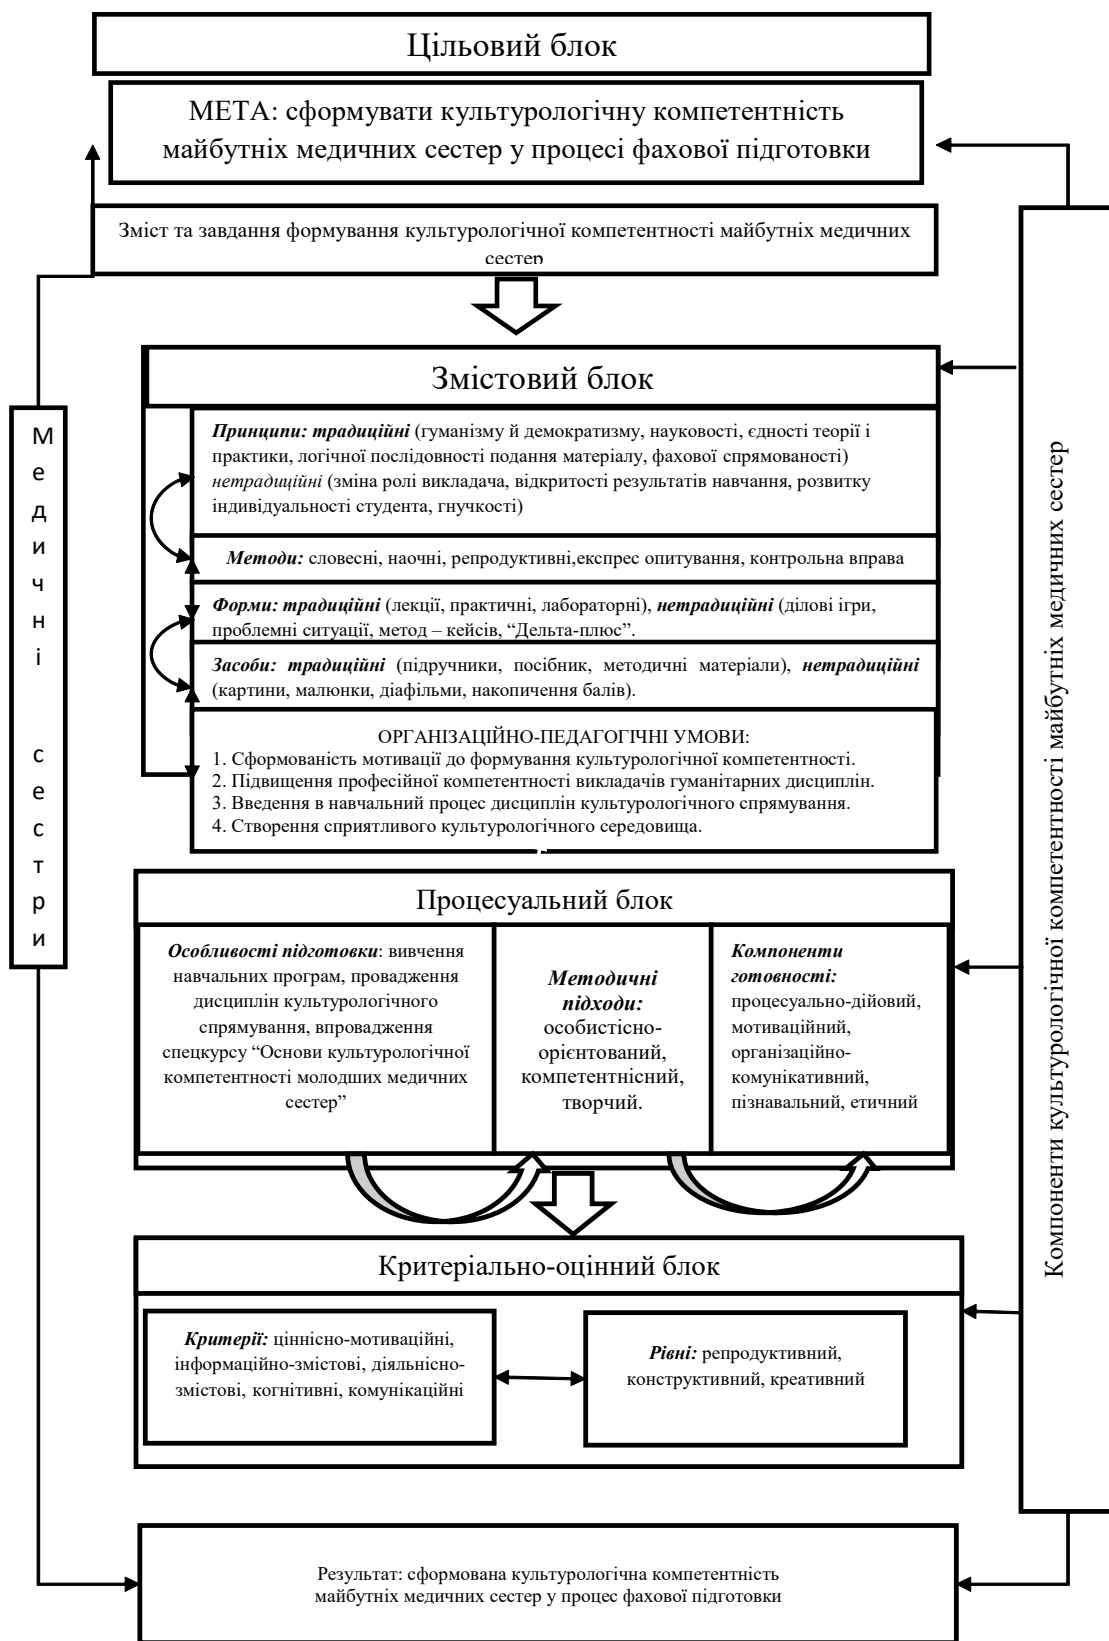 Цільовий блок
МЕТА: сформувати культурологічну компетентність
майбутніх медичних сестер у процесі фахової підготовки
Зміст та завдання формування культурологічної компетентності майбутніх медичних
сестер
Змістовий блок
Принципи: традиційні (гуманізму й демократизму, науковості, єдності теорії і
практики, логічної послідовності подання матеріалу, фахової спрямованості)
нетрадиційні (зміна ролі викладача, відкритості результатів навчання, розвитку
індивідуальності студента, гнучкості)
Методи: словесні, наочні, репродуктивні,експрес опитування, контрольна вправа
Форми: традиційні (лекції, практичні, лабораторні), нетрадиційні (ділові ігри,
проблемні ситуації, метод – кейсів, “Дельта-плюс”.
Засоби: традиційні (підручники, посібник, методичні матеріали), нетрадиційні
(картини, малюнки, діафільми, накопичення балів).
ОРГАНІЗАЦІЙНО-ПЕДАГОГІЧНІ УМОВИ:
1. Сформованість мотивації до формування культурологічної компетентності.
2. Підвищення професійної компетентності викладачів гуманітарних дисциплін.
3. Введення в навчальний процес дисциплін культурологічного спрямування.
4. Створення сприятливого культурологічного середовища.
Медичні сестри
Компоненти культурологічної компетентності майбутніх медичних сестер
Процесуальний блок
Особливості підготовки: вивчення
навчальних програм, провадження
дисциплін культурологічного
спрямування, впровадження
спецкурсу “Основи культурологічної
компетентності молодших медичних
сестер”
Методичні
підходи:
особистісно-
орієнтований,
компетентнісний,
творчий.
Компоненти
готовності:
процесуально-дійовий,
мотиваційний,
організаційно-
комунікативний,
пізнавальний, етичний
Критеріально-оцінний блок
Критерії: ціннісно-мотиваційні,
інформаційно-змістові, діяльнісно-
змістові, когнітивні, комунікаційні
Рівні: репродуктивний,
конструктивний, креативний
Результат: сформована культурологічна компетентність
майбутніх медичних сестер у процес фахової підготовки